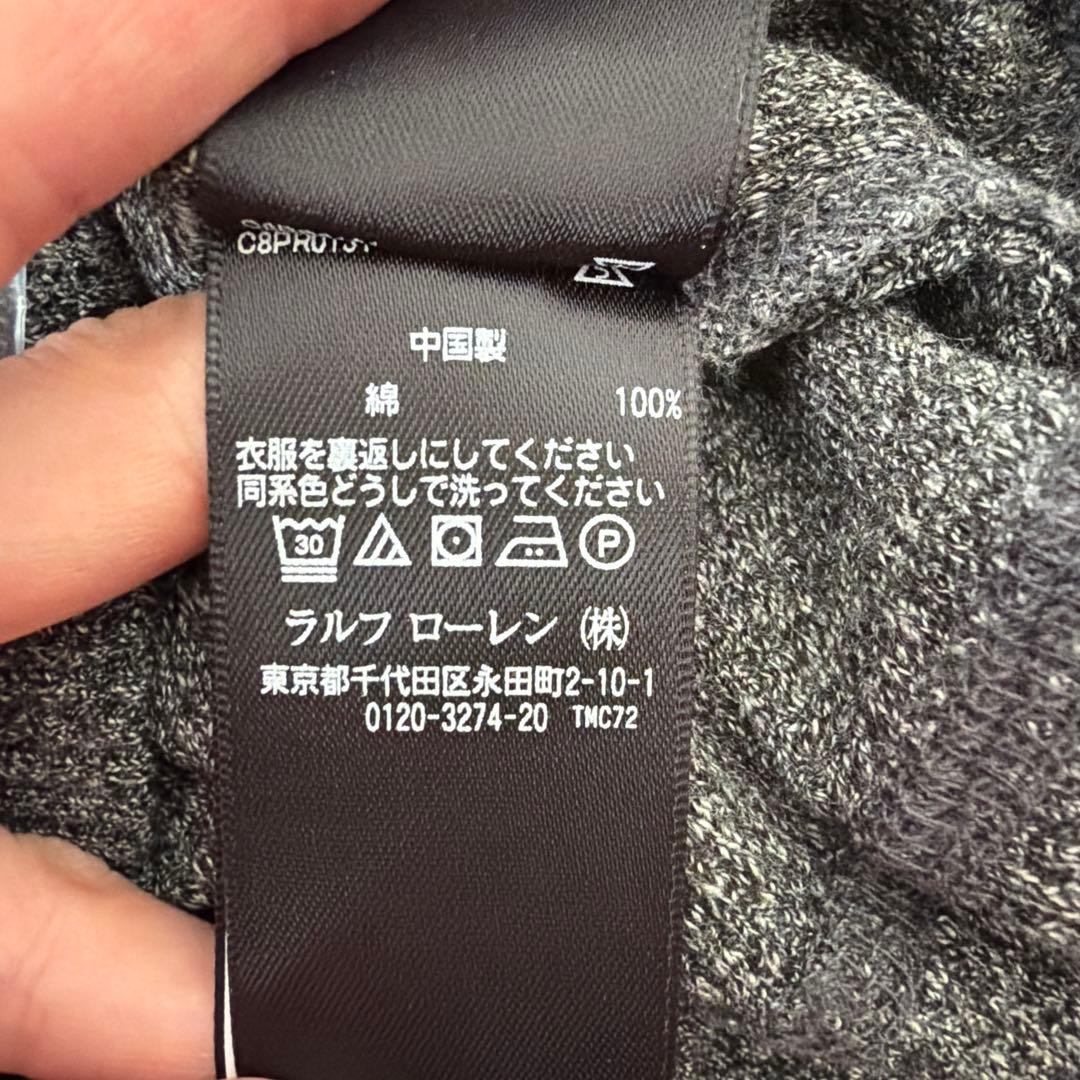 中国製
綿 100%
衣服を裏返しにしてください
同系色どうしで洗ってください
30 P
ラルフ ローレン (株)
東京都千代田区永田町2-10-1
0120-3274-20 TMC72